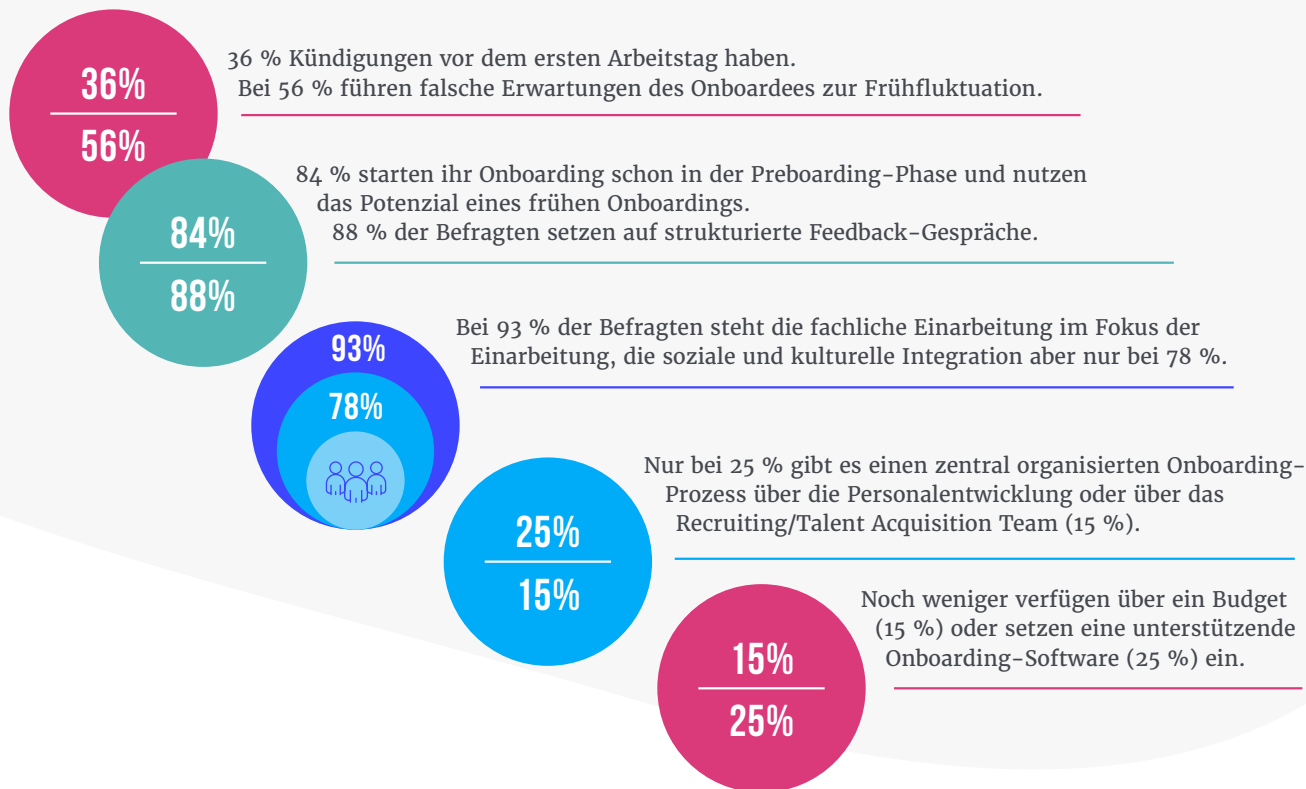 36%
56%
36 % Kündigungen vor dem ersten Arbeitstag haben.
Bei 56 % führen falsche Erwartungen des Onboardees zur Frühfluktuation.
84%
88%
84 % starten ihr Onboarding schon in der Preboarding-Phase und nutzen
das Potenzial eines frühen Onboardings.
88 % der Befragten setzen auf strukturierte Feedback-Gespräche.
93%
78%
Bei 93 % der Befragten steht die fachliche Einarbeitung im Fokus der
Einarbeitung, die soziale und kulturelle Integration aber nur bei 78 %.
25%
15%
Nur bei 25 % gibt es einen zentral organisierten Onboarding-
Prozess über die Personalentwicklung oder über das
Recruiting/Talent Acquisition Team (15 %).
15%
25%
Noch weniger verfügen über ein Budget
(15 %) oder setzen eine unterstützende
Onboarding-Software (25 %) ein.